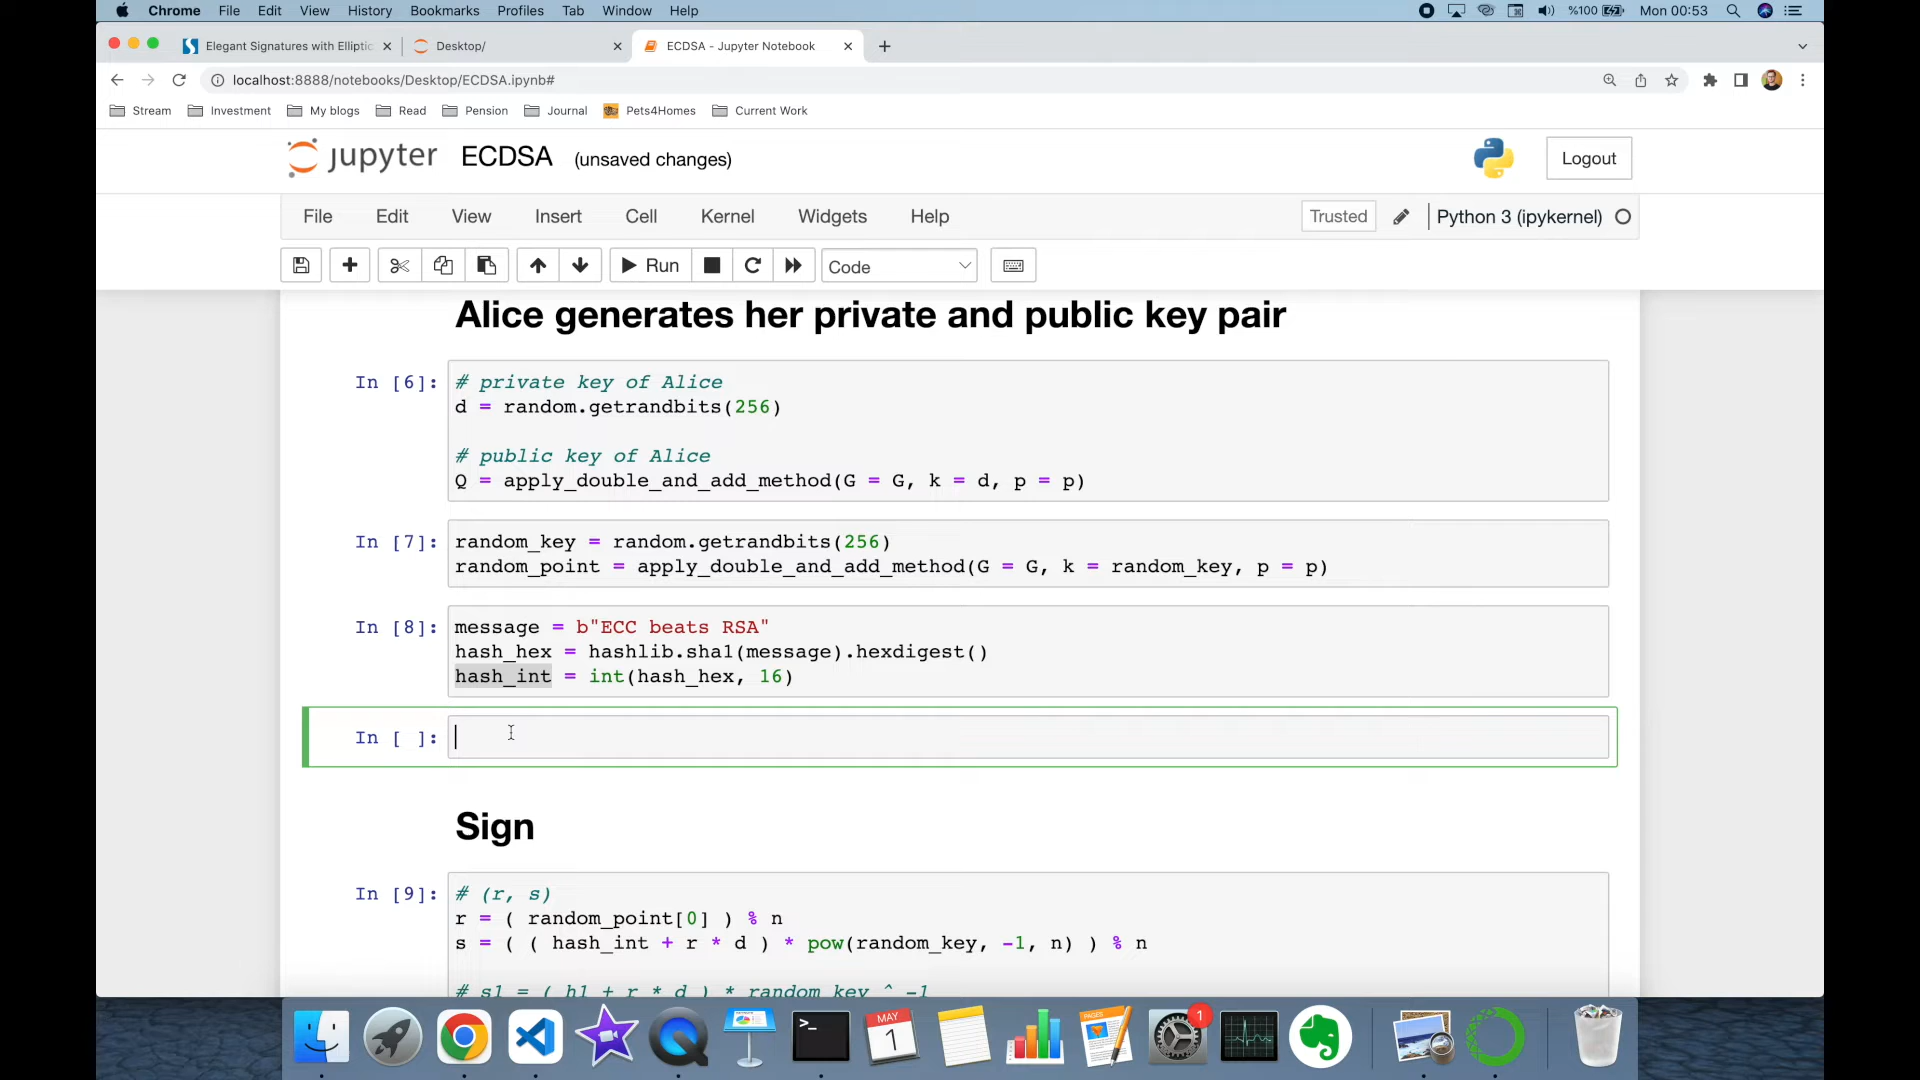 Chrome File Edit View History Bookmarks Profiles Tab Window Help %100 Mon 00:53
Elegant Signatures with Elliptic Desktop/ ECDSA - Jupyter Notebook
localhost:8888/notebooks/Desktop/ECDSA.ipynb#
Stream Investment My blogs Read Pension Journal Pets4Homes Current Work
jupyter ECDSA (unsaved changes) Logout
File Edit View Insert Cell Kernel Widgets Help Trusted Python 3 (ipykernel)
Run Code
Alice generates her private and public key pair
In [6]: # private key of Alice
d = random.getrandbits(256)
# public key of Alice
Q = apply_double_and_add_method(G = G, k = d, p = p)
In [7]: random_key = random.getrandbits(256)
random_point = apply_double_and_add_method(G = G, k = random_key, p = p)
In [8]: message = b"ECC beats RSA"
hash_hex = hashlib.sha1(message).hexdigest()
hash_int = int(hash_hex, 16)
In [ ]:
Sign
In [9]: # (r, s)
r = ( random_point[0] ) % n
s = ( ( hash_int + r * d ) * pow(random_key, -1, n) ) % n
# s1 = ( h1 + r * d ) * random_key ^ -1
MAY
1
PAGES
1